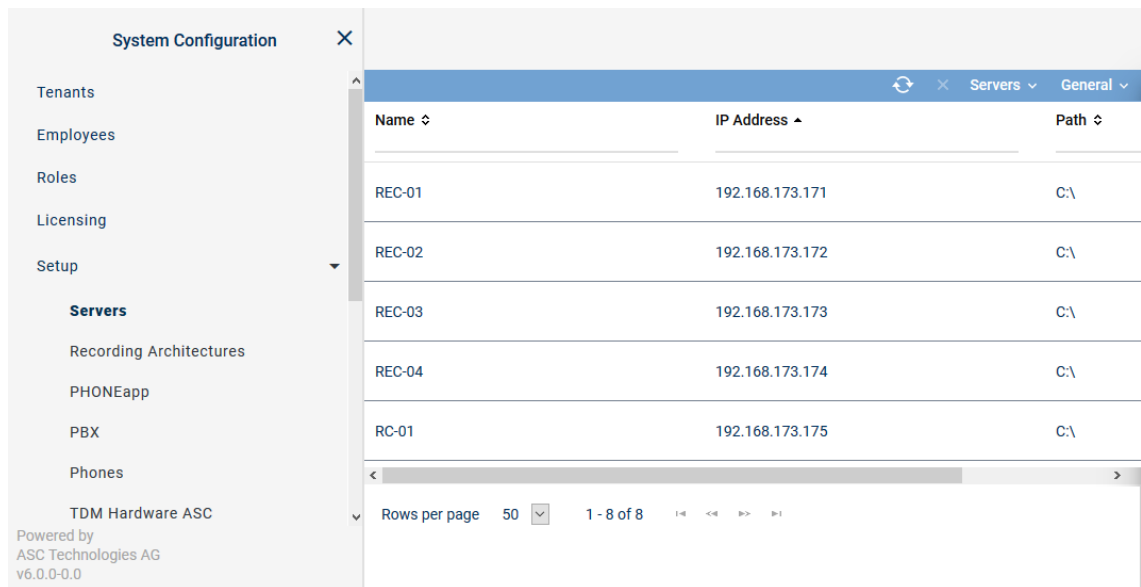 System Configuration
Tenants
Employees
Roles
Licensing
Setup
Servers
Recording Architectures
PHONEapp
PBX
Phones
TDM Hardware ASC
Powered by
ASC Technologies AG
v6.0.0-0.0
Servers General
Name IP Address Path
REC-01 192.168.173.171 C:\
REC-02 192.168.173.172 C:\
REC-03 192.168.173.173 C:\
REC-04 192.168.173.174 C:\
RC-01 192.168.173.175 C:\
Rows per page 50 1 - 8 of 8